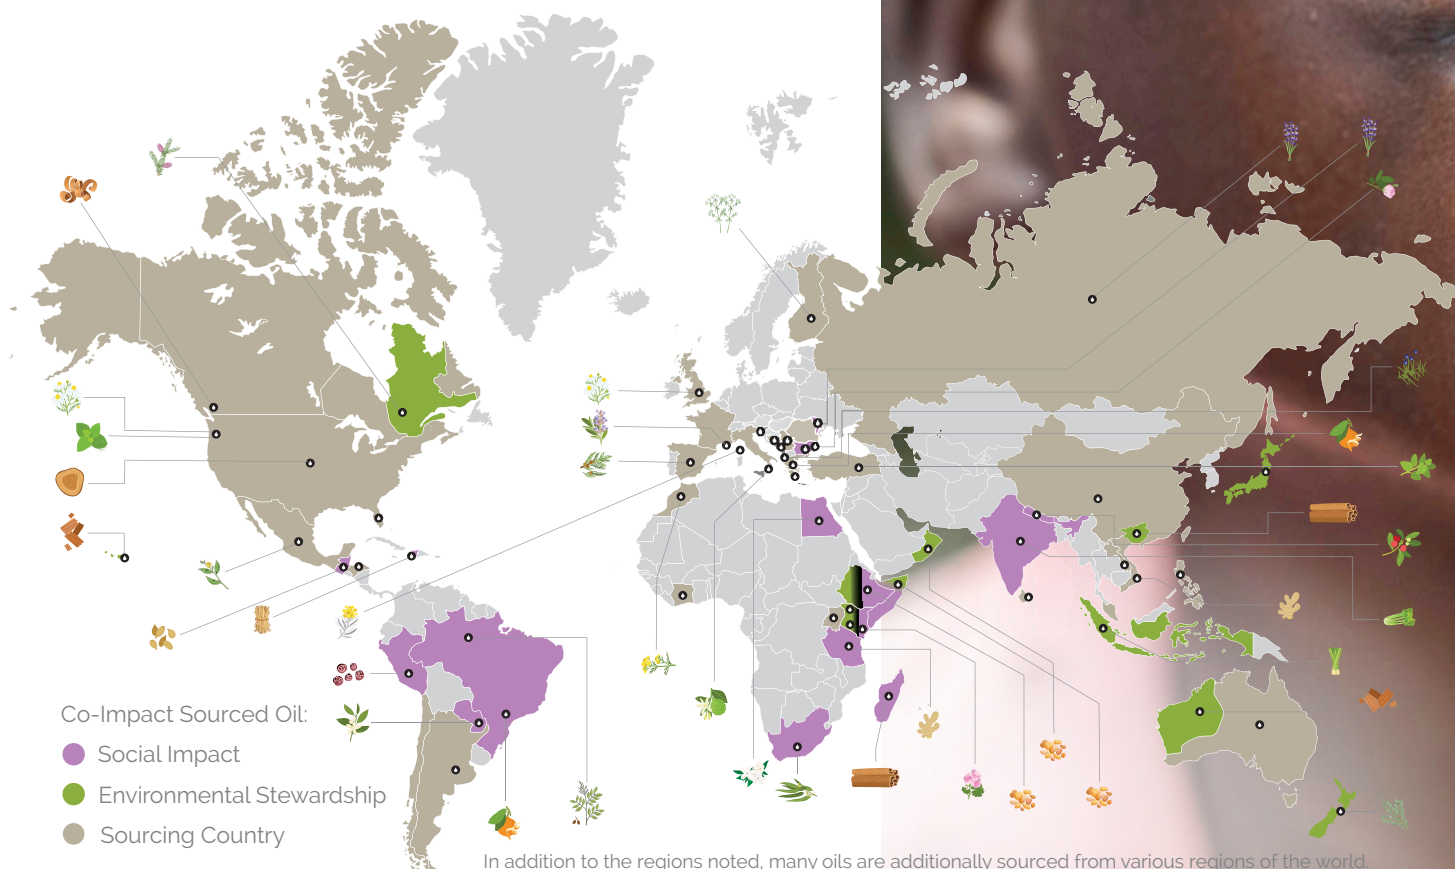 Co-Impact Sourced Oil:
Social Impact
Environmental Stewardship
Sourcing Country
In addition to the regions noted, many oils are additionally sourced from various regions of the world.